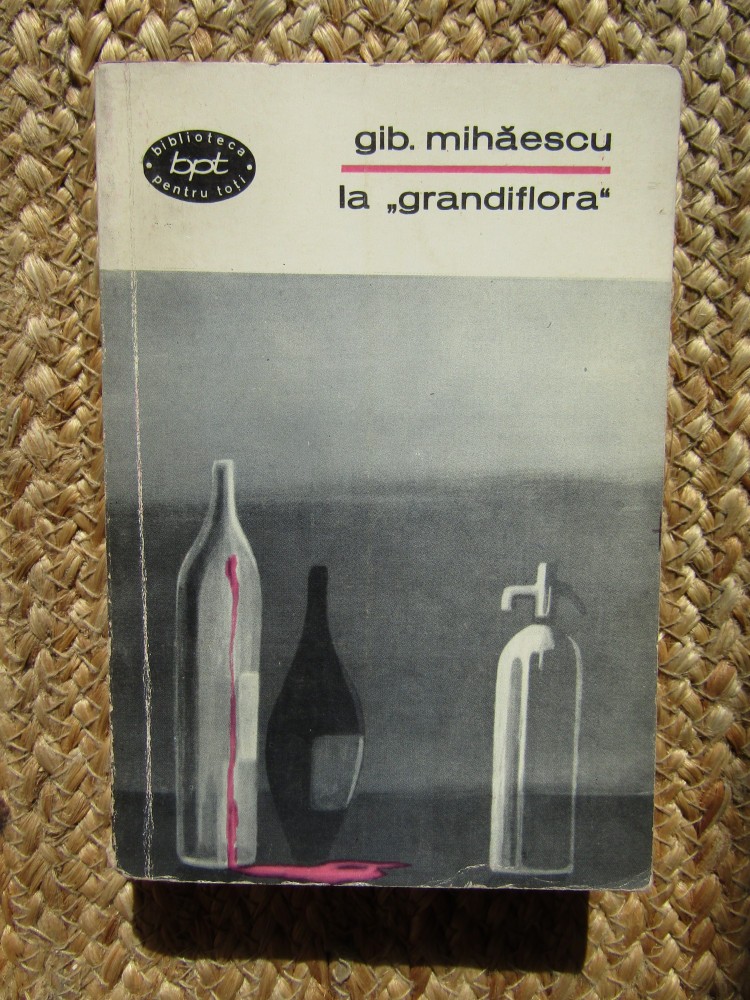 biblioteca
bpt
pentru toți
gib. mihăescu
la „grandiflora"